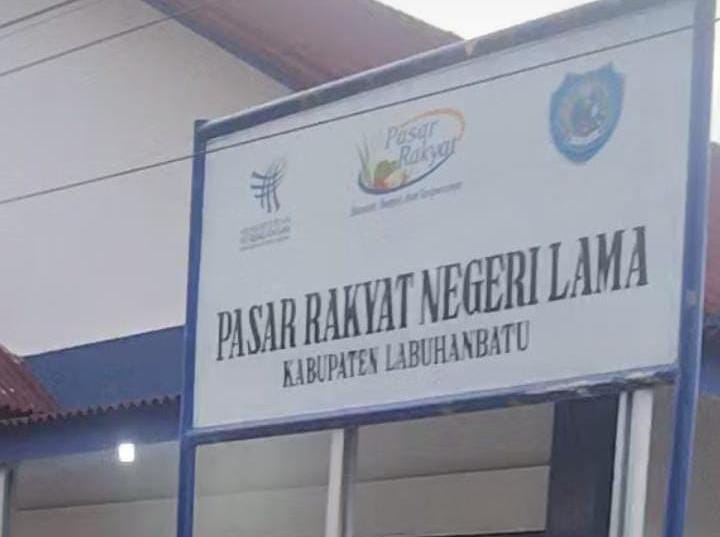 Pasar
Rakyat
PASAR RAKYAT NEGERI LAMA
KABUPATEN LABUHANBATU